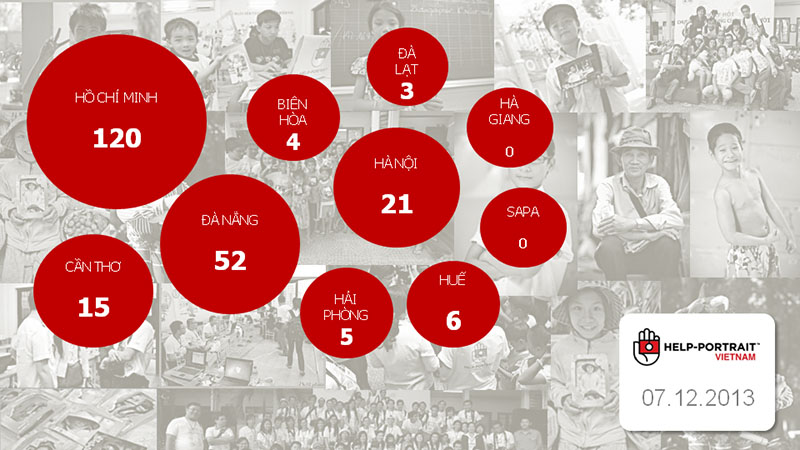 HỒ CHÍ MINH
120
BIÊN
HÒA
4
ĐÀ
LẠT
3
HÀ
GIANG
0
HÀ NỘI
21
ĐÀ NẴNG
52
SAPA
0
CẦN THƠ
15
HẢI
PHÒNG
5
HUẾ
6
HELP-PORTRAIT™
VIETNAM
07.12.2013